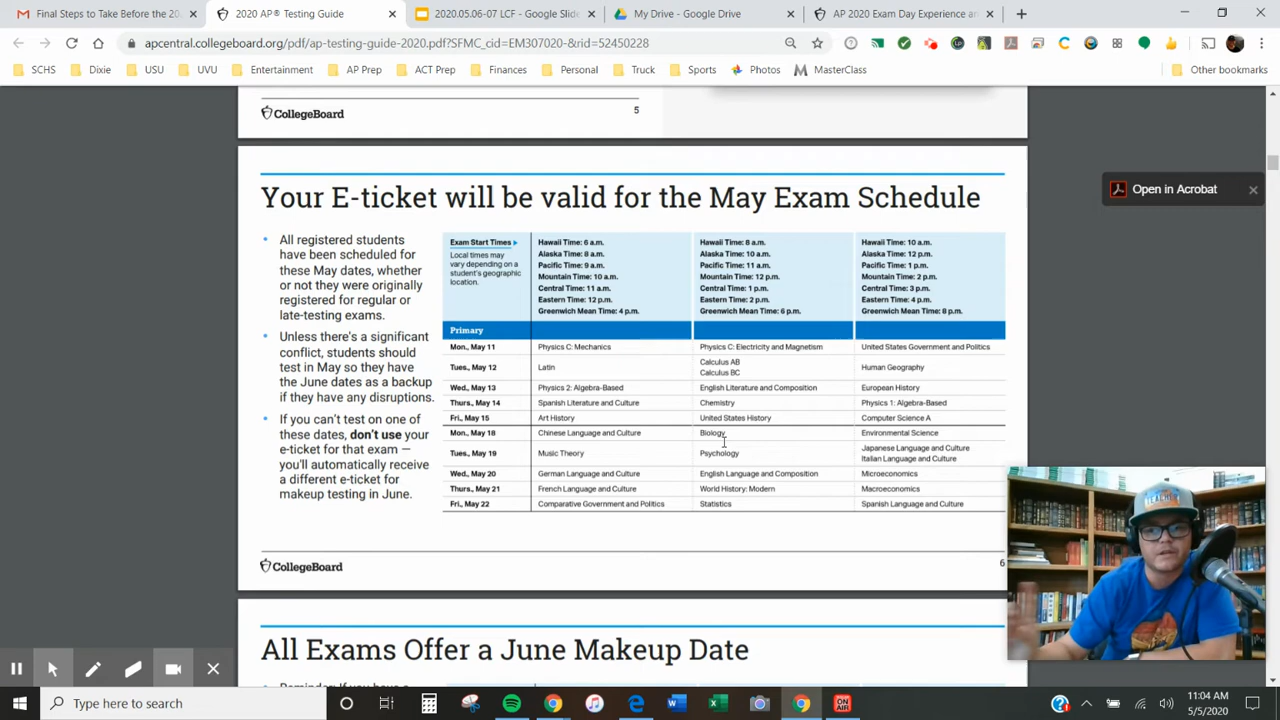 Final Steps to Take Before the 20
2020 AP® Testing Guide
2020.05.06-07 LCF - Google Slide
My Drive - Google Drive
AP 2020 Exam Day Experience an
apcentral.collegeboard.org/pdf/ap-testing-guide-2020.pdf?SFMC_cid=EM307020-&rid=52450228
SCHS
Dixie
USU
UVU
Entertainment
AP Prep
ACT Prep
Finances
Personal
Truck
Sports
Photos
MasterClass
Other bookmarks
CollegeBoard
5
Open in Acrobat
Your E-ticket will be valid for the May Exam Schedule
• All registered students
have been scheduled for
these May dates, whether
or not they were originally
registered for regular or
late-testing exams.
• Unless there's a significant
conflict, students should
test in May so they have
the June dates as a backup
if they have any disruptions.
• If you can't test on one of
these dates, don't use your
e-ticket for that exam —
you'll automatically receive
a different e-ticket for
makeup testing in June.
Exam Start Times
Local times may
vary depending on a
student's geographic
location.
Hawaii Time: 6 a.m.
Alaska Time: 8 a.m.
Pacific Time: 9 a.m.
Mountain Time: 10 a.m.
Central Time: 11 a.m.
Eastern Time: 12 p.m.
Greenwich Mean Time: 4 p.m.
Hawaii Time: 8 a.m.
Alaska Time: 10 a.m.
Pacific Time: 11 a.m.
Mountain Time: 12 p.m.
Central Time: 1 p.m.
Eastern Time: 2 p.m.
Greenwich Mean Time: 6 p.m.
Hawaii Time: 10 a.m.
Alaska Time: 12 p.m.
Pacific Time: 1 p.m.
Mountain Time: 2 p.m.
Central Time: 3 p.m.
Eastern Time: 4 p.m.
Greenwich Mean Time: 8 p.m.
Primary
Mon., May 11 Physics C: Mechanics Physics C: Electricity and Magnetism United States Government and Politics
Tues., May 12 Latin Calculus AB Human Geography
Calculus BC
Wed., May 13 Physics 2: Algebra-Based English Literature and Composition European History
Thurs., May 14 Spanish Literature and Culture Chemistry Physics 1: Algebra-Based
Fri., May 15 Art History United States History Computer Science A
Mon., May 18 Chinese Language and Culture Biology Environmental Science
Tues., May 19 Music Theory Psychology Japanese Language and Culture
Italian Language and Culture
Wed., May 20 German Language and Culture English Language and Composition Microeconomics
Thurs., May 21 French Language and Culture World History: Modern Macroeconomics
Fri., May 22 Comparative Government and Politics Statistics Spanish Language and Culture
CollegeBoard
6
All Exams Offer a June Makeup Date
Type here to search
ON AIR
11:04 AM
5/5/2020